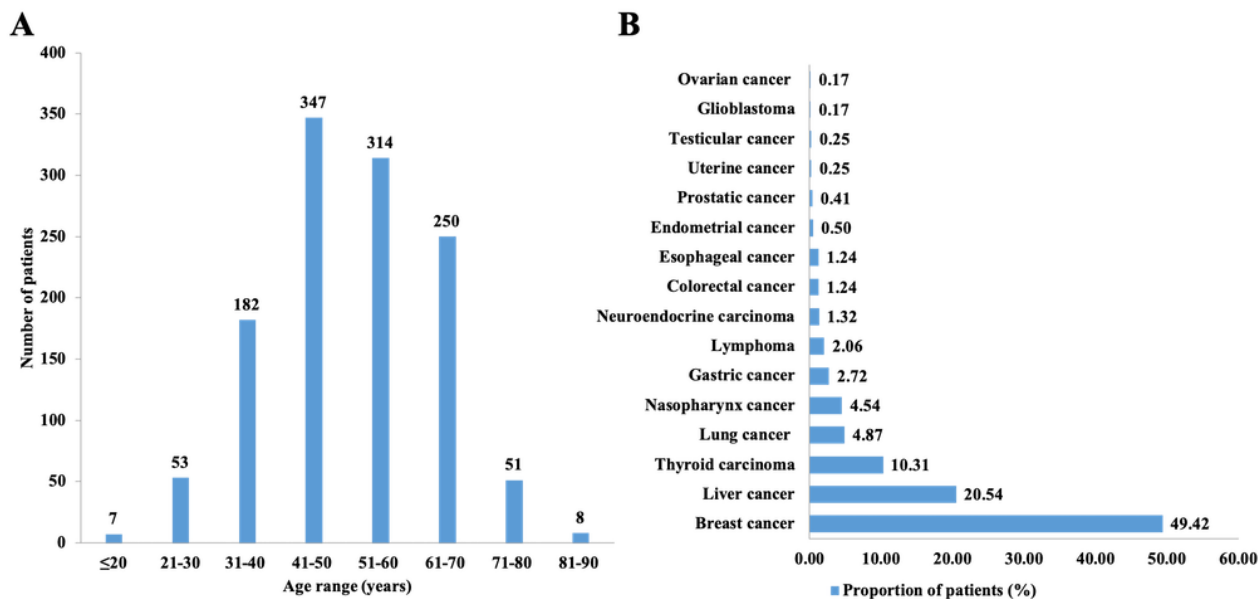 A
400
350
300
250
200
150
100
50
0
Number of patients
7
53
182
347
314
250
51
8
≤20 21-30 31-40 41-50 51-60 61-70 71-80 81-90
Age range (years)
B
Ovarian cancer 0.17
Glioblastoma 0.17
Testicular cancer 0.25
Uterine cancer 0.25
Prostatic cancer 0.41
Endometrial cancer 0.50
Esophageal cancer 1.24
Colorectal cancer 1.24
Neuroendocrine carcinoma 1.32
Lymphoma 2.06
Gastric cancer 2.72
Nasopharynx cancer 4.54
Lung cancer 4.87
Thyroid carcinoma 10.31
Liver cancer 20.54
Breast cancer 49.42
0.00 10.00 20.00 30.00 40.00 50.00 60.00
Proportion of patients (%)